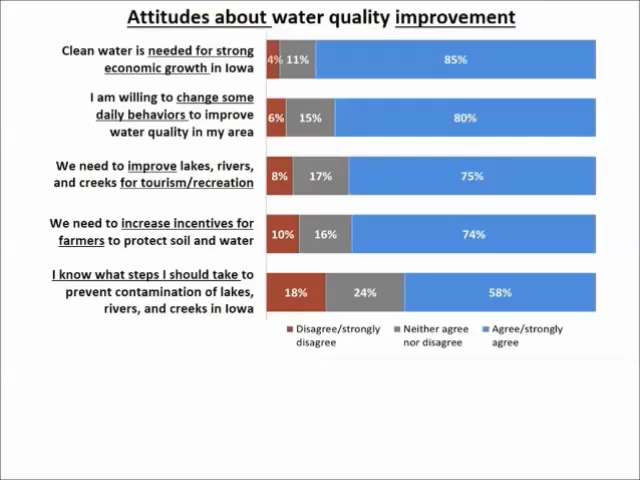 Attitudes about water quality improvement
Clean water is needed for strong
economic growth in Iowa
4% 11% 85%
I am willing to change some
daily behaviors to improve
water quality in my area
6% 15% 80%
We need to improve lakes, rivers,
and creeks for tourism/recreation
8% 17% 75%
We need to increase incentives for
farmers to protect soil and water
10% 16% 74%
I know what steps I should take to
prevent contamination of lakes,
rivers, and creeks in Iowa
18% 24% 58%
Disagree/strongly
disagree
Neither agree
nor disagree
Agree/strongly
agree